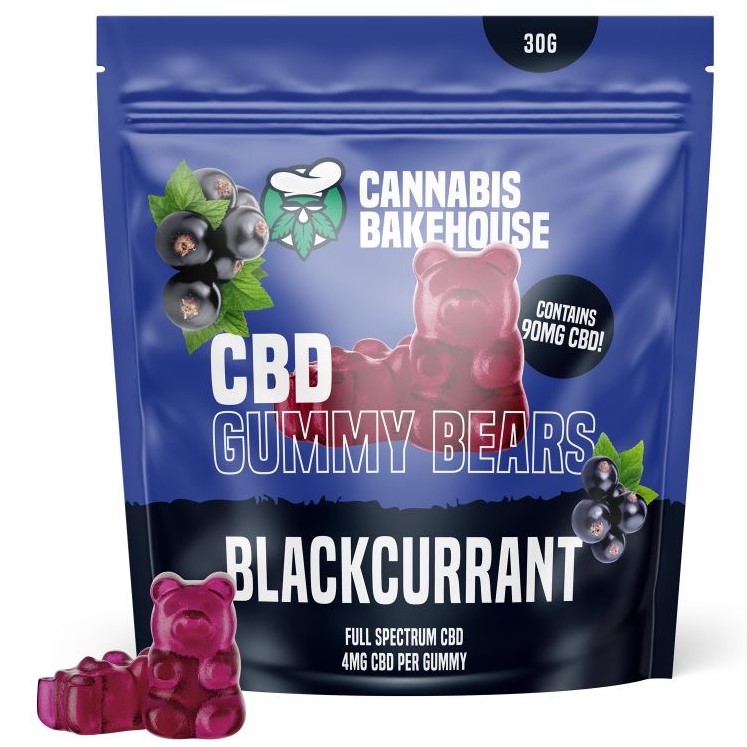 30G
CANNABIS
BAKEHOUSE
CONTAINS
90MG CBD!
CBD
GUMMY BEARS
BLACKCURRANT
FULL SPECTRUM CBD
4MG CBD PER GUMMY